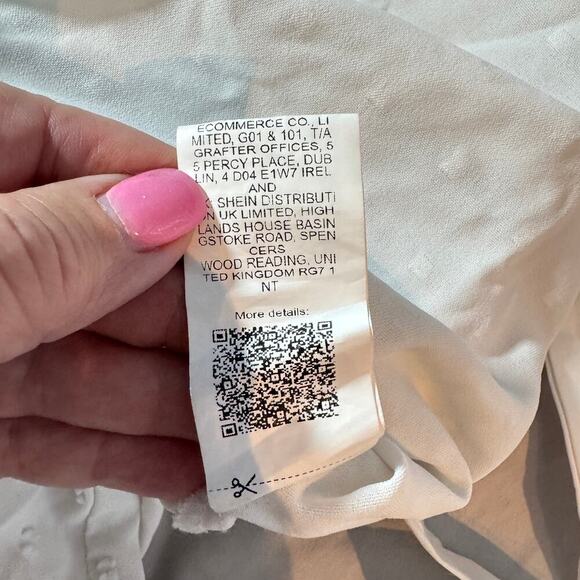 ECOMMERCE CO., LI
MITED, G01 & 101, T/A
GRAFTER OFFICES, 5
5 PERCY PLACE, DUB
LIN, 4 D04 E1W7 IREL
AND
SHEIN DISTRIBUTI
ON UK LIMITED, HIGH
LANDS HOUSE BASIN
GSTOKE ROAD, SPEN
CERS
WOOD READING, UNI
TED KINGDOM RG7 1
NT
More details: